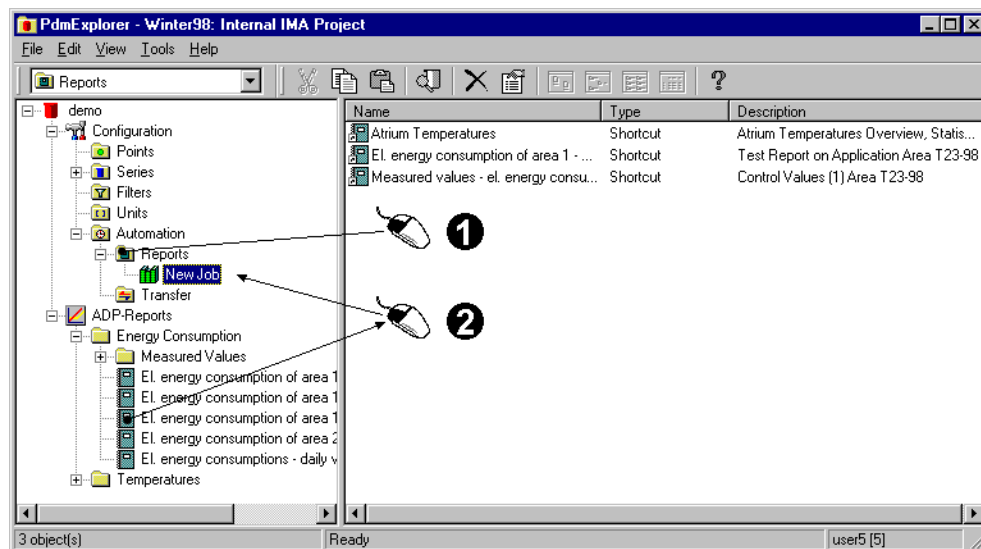 PdmExplorer - Winter98: Internal IMA Project
File Edit View Tools Help
Reports
?
demo
Configuration
Points
Series
Filters
Units
Automation
Reports
New Job
Transfer
ADP-Reports
Energy Consumption
Measured Values
El. energy consumption of area 1
El. energy consumption of area 1
El. energy consumption of area 1
El. energy consumption of area 2
El. energy consumptions - daily v
Temperatures
Name Type Description
Atrium Temperatures Shortcut Atrium Temperatures Overview, Statis...
El. energy consumption of area 1 - ... Shortcut Test Report on Application Area T23-98
Measured values - el. energy consu... Shortcut Control Values (1) Area T23-98
1
2
3 object(s) Ready user5 [5]